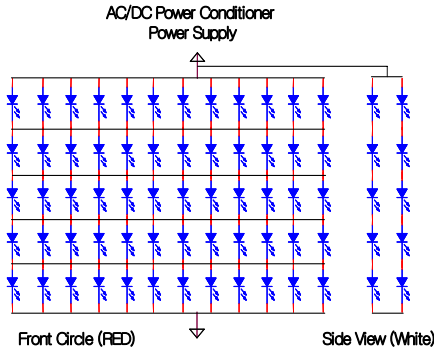 AC/DC Power Conditioner
Power Supply
Front Circle (RED)
Side View (White)